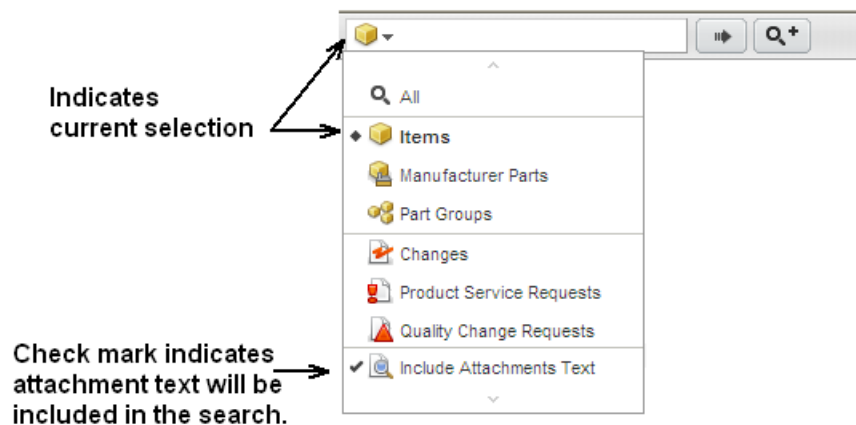 All
Indicates
current selection
Items
Manufacturer Parts
Part Groups
Changes
Product Service Requests
Quality Change Requests
Check mark indicates
attachment text will be
included in the search.
Include Attachments Text